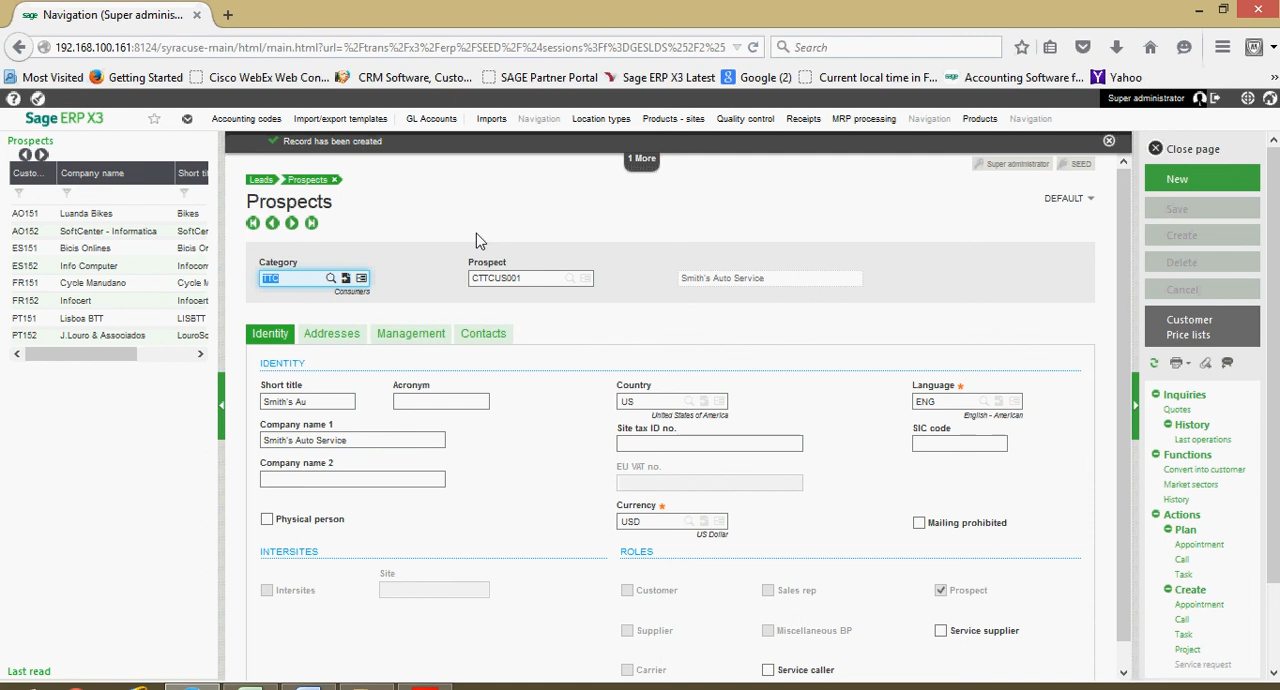 Navigation (Super adminis...
192.168.100.161:8124/syracuse-main/html/main.html?url=%2Ftrans%2Fx3%2Ferp%2FSEED%2F%24sessions%3Ff%3DGESLDS%252F2%25
Search
Most Visited Getting Started Cisco WebEx Web Con... CRM Software, Custo... SAGE Partner Portal Sage ERP X3 Latest Google (2) Current local time in F... Accounting Software f... Yahoo
Super administrator
Sage ERP X3
Accounting codes Import/export templates GL Accounts Imports Navigation Location types Products - sites Quality control Receipts MRP processing Navigation Products Navigation
Prospects
Custo... Company name Short ti
AO151 Luanda Bikes Bikes
AO152 SoftCenter - Informatica SoftCer
ES151 Bicis Onlines Bicis Or
ES152 Info Computer Infocom
FR151 Cycle Manudano Cycle M
FR152 Infocert Infocert
PT151 Lisboa BTT LISBTT
PT152 J.Louro & Associados LouroSo
Last read
Record has been created
1 More
Super administrator SEED
Leads Prospects
Prospects
DEFAULT
Category
TTC
Consumers
Prospect
CTTCUS001
Smith's Auto Service
Identity Addresses Management Contacts
IDENTITY
Short title
Smith's Au
Acronym
Country
US
United States of America
Language *
ENG
English - American
Company name 1
Smith's Auto Service
Site tax ID no.
SIC code
Company name 2
EU VAT no.
Physical person
Currency *
USD
US Dollar
Mailing prohibited
INTERSITES
Intersites
Site
ROLES
Customer
Sales rep
Prospect
Supplier
Miscellaneous BP
Service supplier
Carrier
Service caller
Close page
New
Save
Create
Delete
Cancel
Customer
Price lists
Inquiries
Quotes
History
Last operations
Functions
Convert into customer
Market sectors
History
Actions
Plan
Appointment
Call
Task
Create
Appointment
Call
Task
Project
Service request